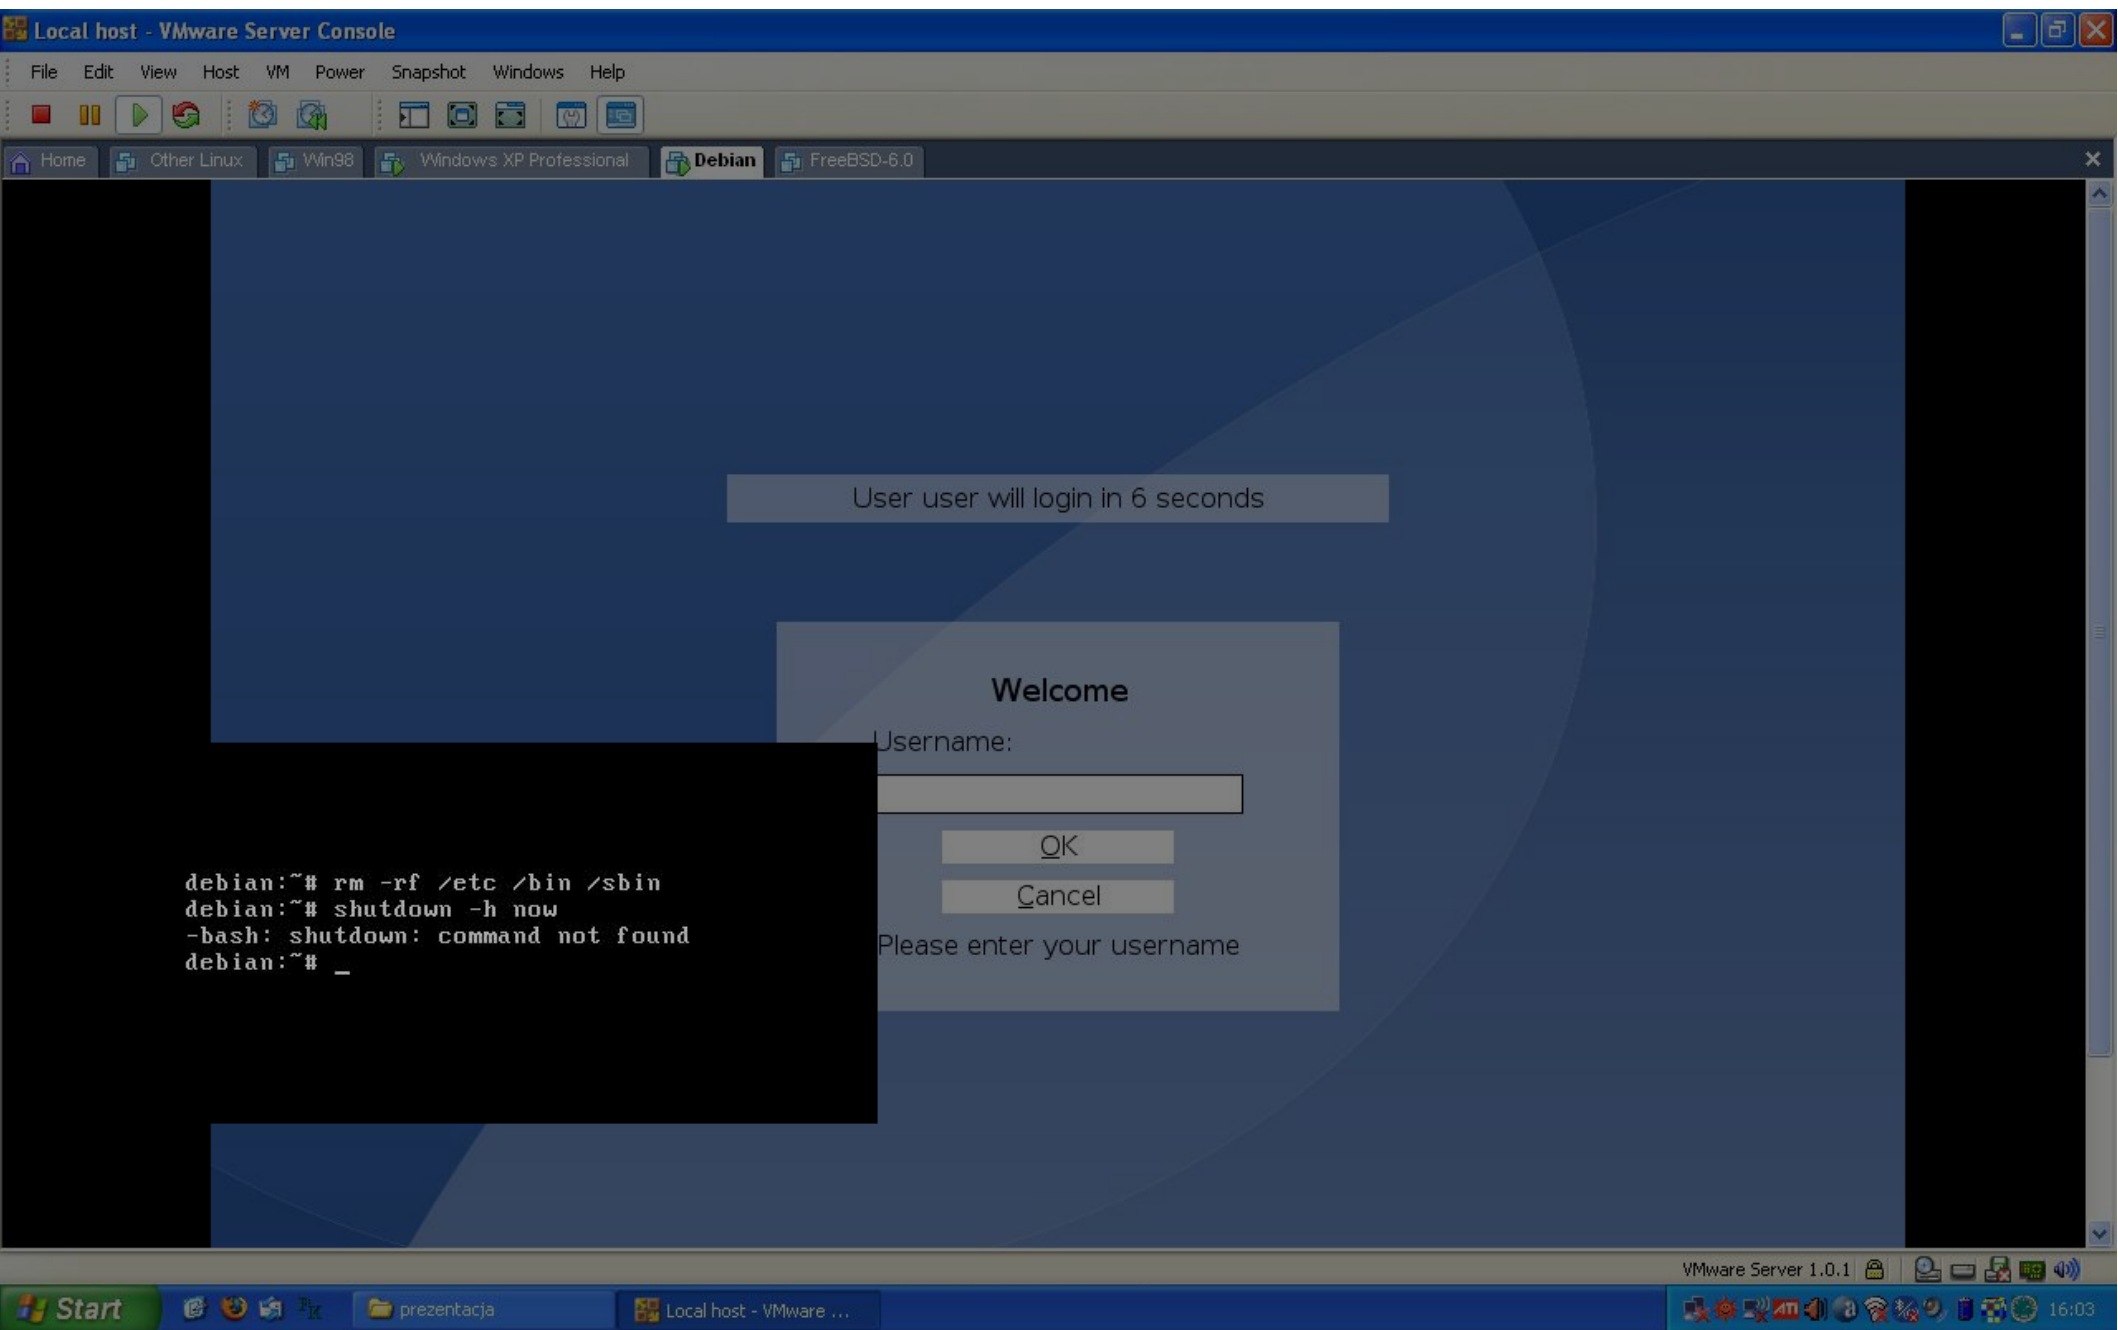 Local host - VMware Server Console
File Edit View Host VM Power Snapshot Windows Help
Home Other Linux Win98 Windows XP Professional Debian FreeBSD-6.0
User user will login in 6 seconds
Welcome
Username:
OK
Cancel
Please enter your username
debian:~# rm -rf /etc /bin /sbin
debian:~# shutdown -h now
-bash: shutdown: command not found
debian:~# _
VMware Server 1.0.1
Start prezentacja Local host - VMware ... ATI 16:03